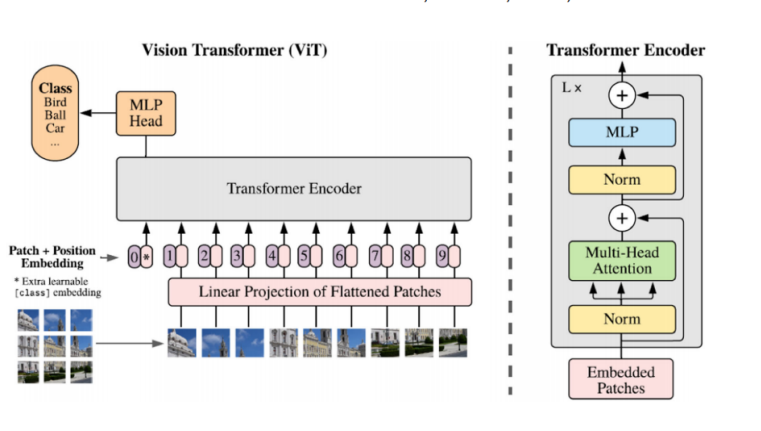 Vision Transformer (ViT)
Class
Bird
Ball
Car
...
MLP
Head
Transformer Encoder
Patch + Position
Embedding
0 * 1 2 3 4 5 6 7 8 9
* Extra learnable
[class] embedding
Linear Projection of Flattened Patches
Transformer Encoder
L ×
+
MLP
Norm
+
Multi-Head
Attention
Norm
Embedded
Patches